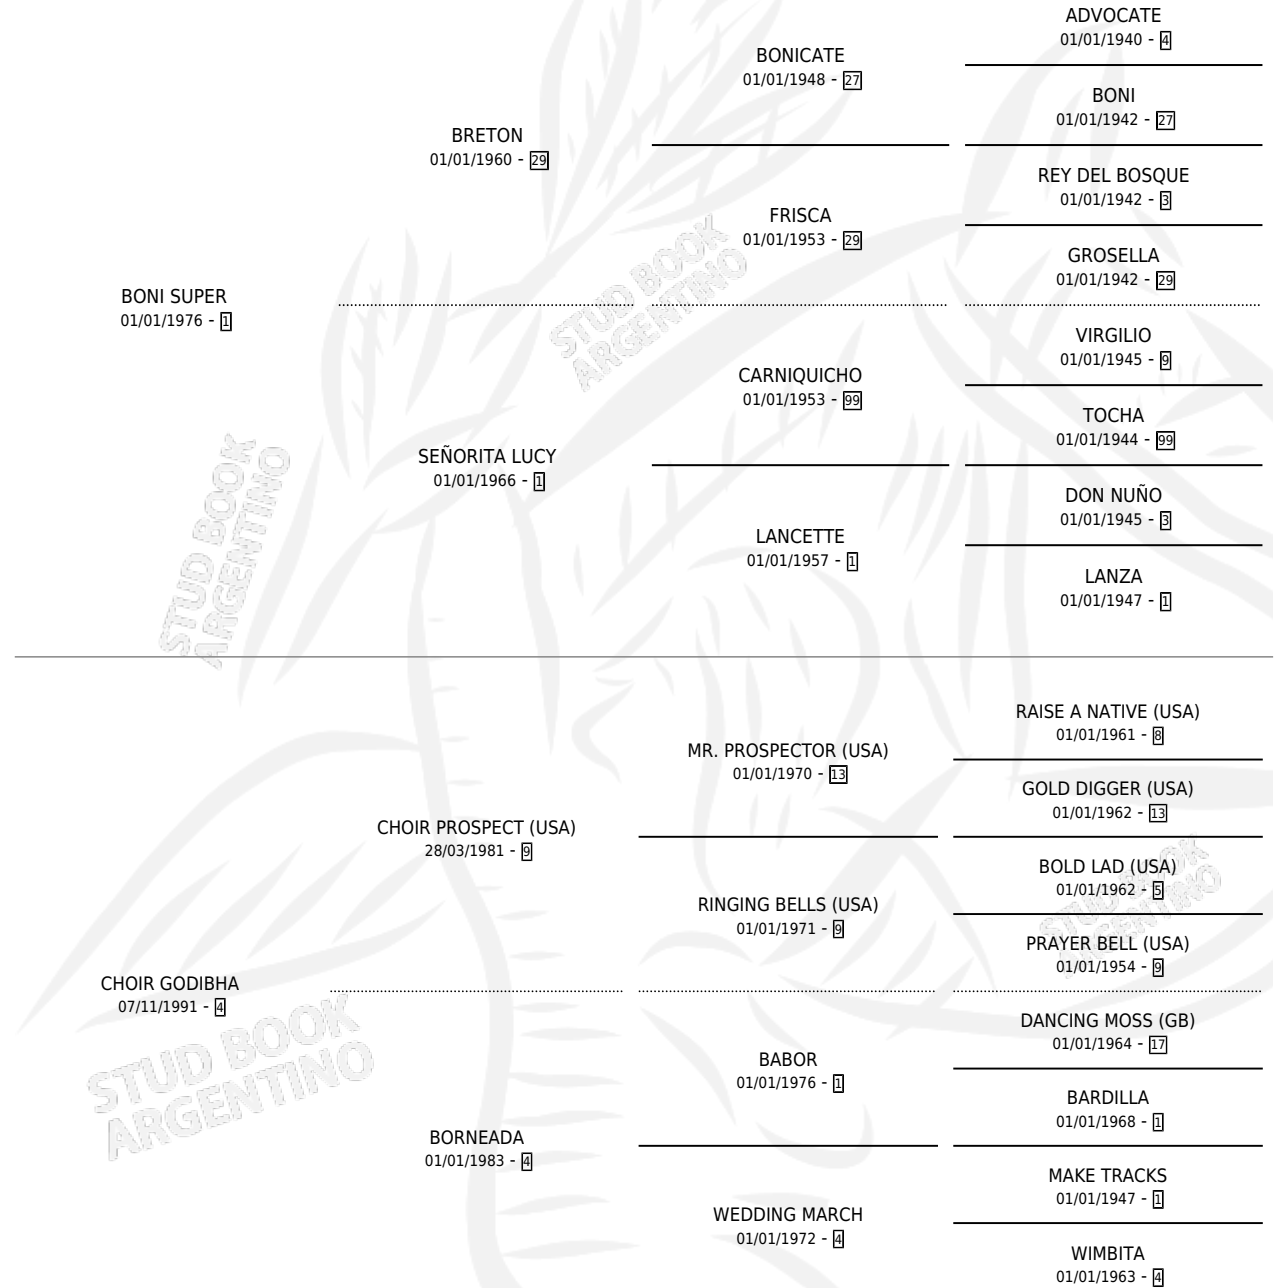 ADVOCATE
01/01/1940 - 4
BONICATE
01/01/1948 - 27
BONI
01/01/1942 - 27
BRETON
01/01/1960 - 29
REY DEL BOSQUE
01/01/1942 - 3
FRISCA
01/01/1953 - 29
GROSELLA
01/01/1942 - 29
BONI SUPER
01/01/1976 - 1
STUD BOOK
ARGENTINO
VIRGILIO
01/01/1945 - 9
CARNIQUICHO
01/01/1953 - 99
TOCHA
01/01/1944 - 99
SEÑORITA LUCY
01/01/1966 - 1
DON NUÑO
01/01/1945 - 3
LANCETTE
01/01/1957 - 1
LANZA
01/01/1947 - 1
STUD BOOK
ARGENTINO
RAISE A NATIVE (USA)
01/01/1961 - 8
MR. PROSPECTOR (USA)
01/01/1970 - 13
GOLD DIGGER (USA)
01/01/1962 - 13
CHOIR PROSPECT (USA)
28/03/1981 - 9
BOLD LAD (USA)
01/01/1962 - 5
RINGING BELLS (USA)
01/01/1971 - 9
PRAYER BELL (USA)
01/01/1954 - 9
STUD BOOK
ARGENTINO
CHOIR GODIBHA
07/11/1991 - 4
DANCING MOSS (GB)
01/01/1964 - 17
BABOR
01/01/1976 - 1
BARDILLA
01/01/1968 - 1
STUD BOOK
ARGENTINO
BORNEADA
01/01/1983 - 4
MAKE TRACKS
01/01/1947 - 1
WEDDING MARCH
01/01/1972 - 4
WIMBITA
01/01/1963 - 4